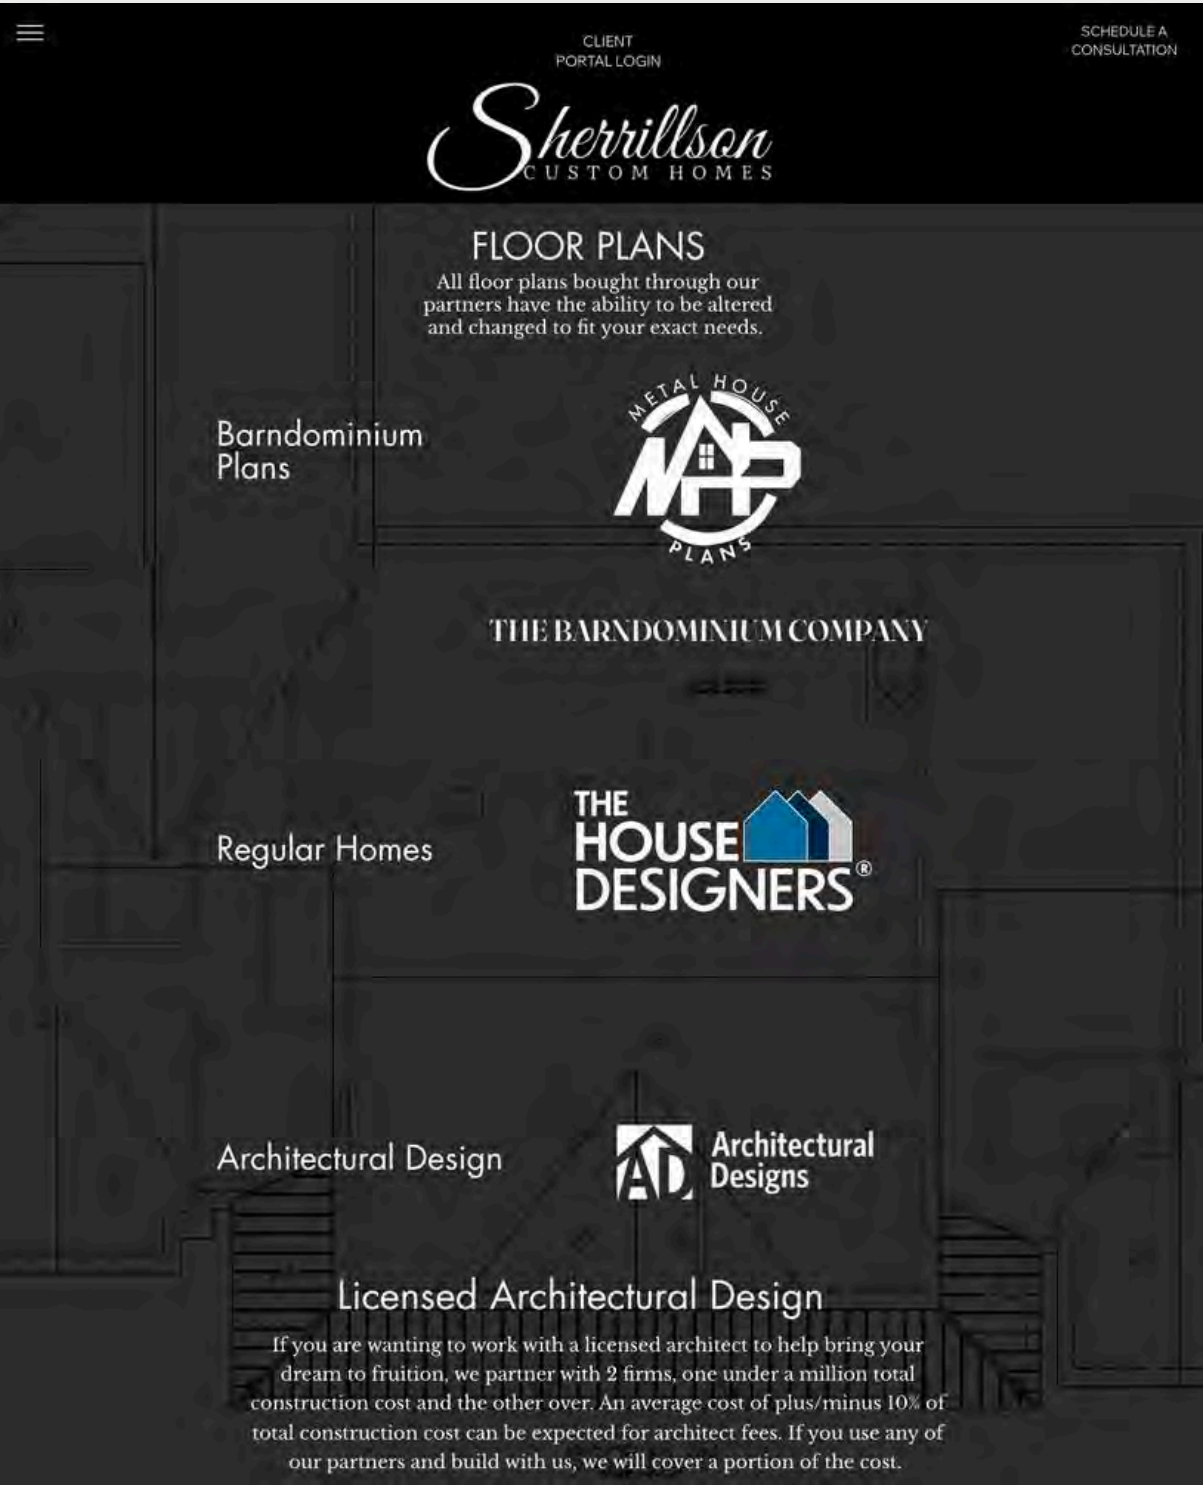 CLIENT
PORTAL LOGIN
SCHEDULE A
CONSULTATION
Sherrillson
CUSTOM HOMES
FLOOR PLANS
All floor plans bought through our
partners have the ability to be altered
and changed to fit your exact needs.
Barndominium
Plans
METAL HOUSE
MHP
PLANS
THE BARNDOMINIUM COMPANY
Regular Homes
THE
HOUSE
DESIGNERS®
Architectural Design
AD
Architectural
Designs
Licensed Architectural Design
If you are wanting to work with a licensed architect to help bring your
dream to fruition, we partner with 2 firms, one under a million total
construction cost and the other over. An average cost of plus/minus 10% of
total construction cost can be expected for architect fees. If you use any of
our partners and build with us, we will cover a portion of the cost.